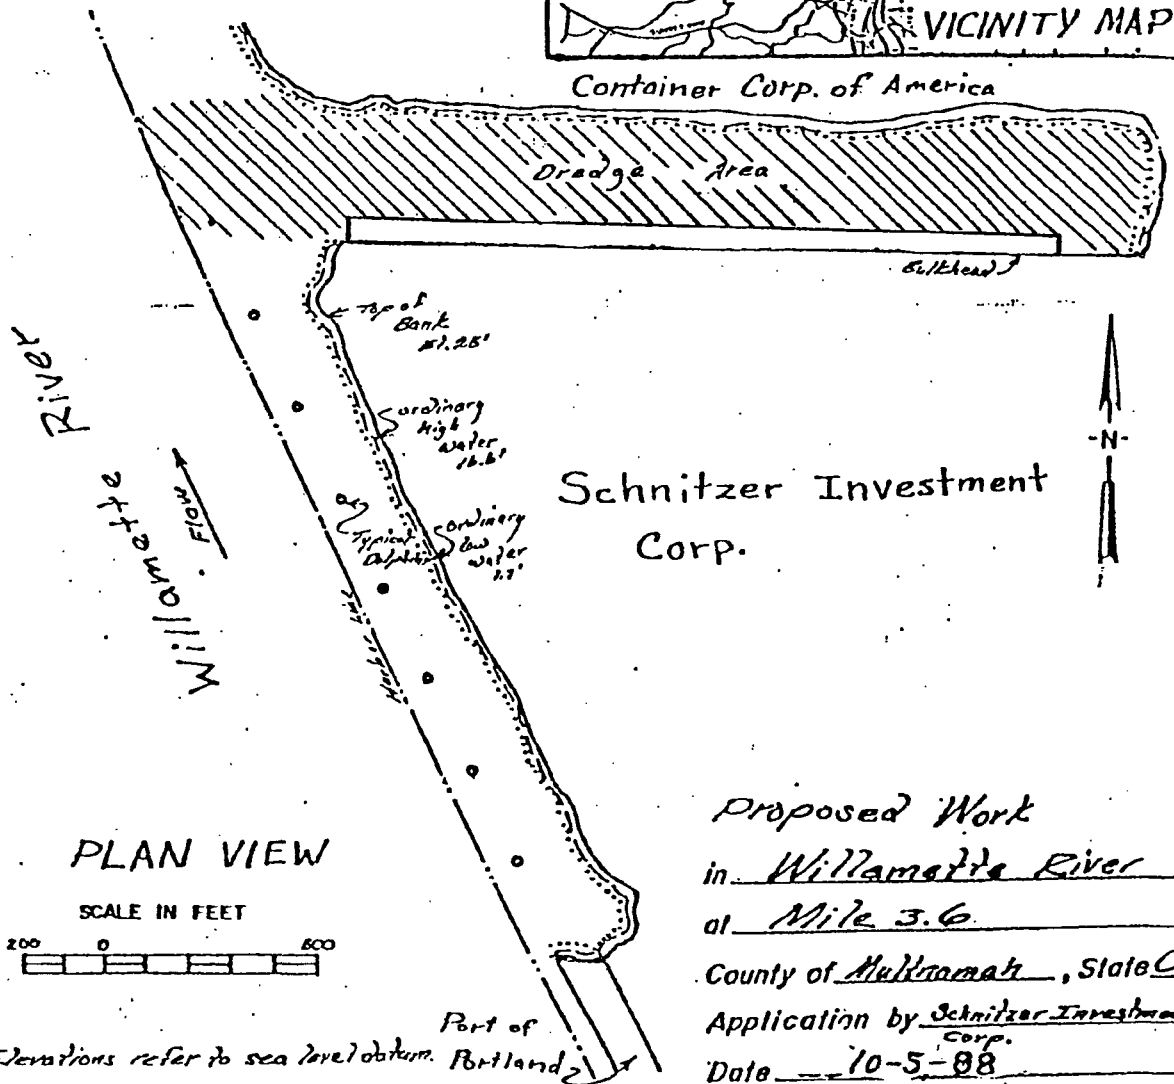 VICINITY MAP
Container Corp. of America
Dredge Area
Bulkhead
Top of
Bank
El. 25'
Ordinary
High
Water
16.6'
Willamette River
Flow
-N-
Schnitzer Investment
Corp.
Typical
Dolphin
Ordinary
Low
Water
1.7'
Harbor Line
PLAN VIEW
SCALE IN FEET
200 0 600
Proposed Work
in Willamette River
at Mile 3.6
County of Multnomah, State
Application by Schnitzer Investment
Corp.
Date 10-5-88
Port of
Portland
Elevations refer to sea level datum.